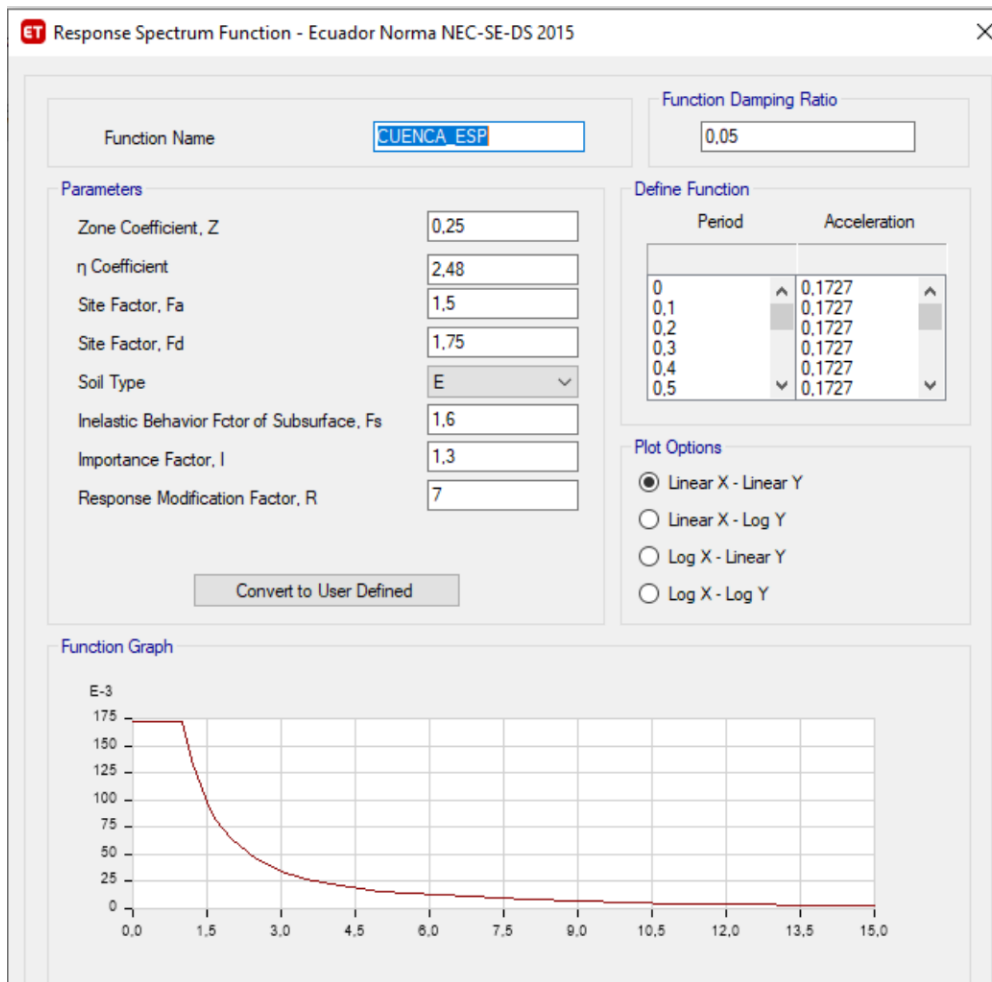 ET Response Spectrum Function - Ecuador Norma NEC-SE-DS 2015
Function Name
CUENCA_ESP
Function Damping Ratio
0,05
Parameters
Zone Coefficient, Z
0,25
η Coefficient
2,48
Site Factor, Fa
1,5
Site Factor, Fd
1,75
Soil Type
E
Inelastic Behavior Fctor of Subsurface, Fs
1,6
Importance Factor, I
1,3
Response Modification Factor, R
7
Convert to User Defined
Define Function
Period Acceleration
0 0,1727
0,1 0,1727
0,2 0,1727
0,3 0,1727
0,4 0,1727
0,5 0,1727
Plot Options
Linear X - Linear Y
Linear X - Log Y
Log X - Linear Y
Log X - Log Y
Function Graph
E-3
175
150
125
100
75
50
25
0
0,0 1,5 3,0 4,5 6,0 7,5 9,0 10,5 12,0 13,5 15,0